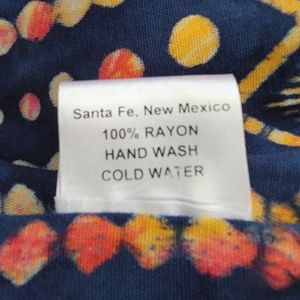 Santa Fe, New Mexico
100% RAYON
HAND WASH
COLD WATER